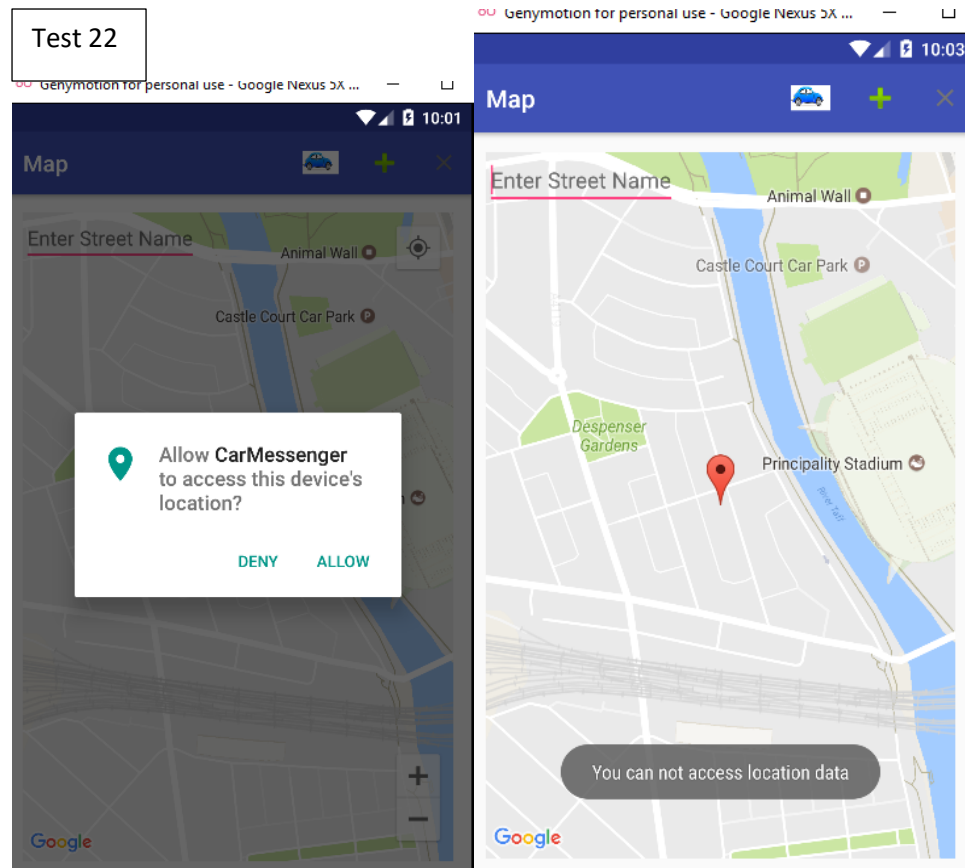 Test 22
Genymotion for personal use - Google Nexus 5X ...
10:01
Map
Enter Street Name
Animal Wall
Castle Court Car Park
Allow CarMessenger
to access this device's
location?
DENY ALLOW
Google
Genymotion for personal use - Google Nexus 5X ...
10:03
Map
Enter Street Name
Animal Wall
Castle Court Car Park
Despenser
Gardens
Principality Stadium
River Taff
You can not access location data
Google